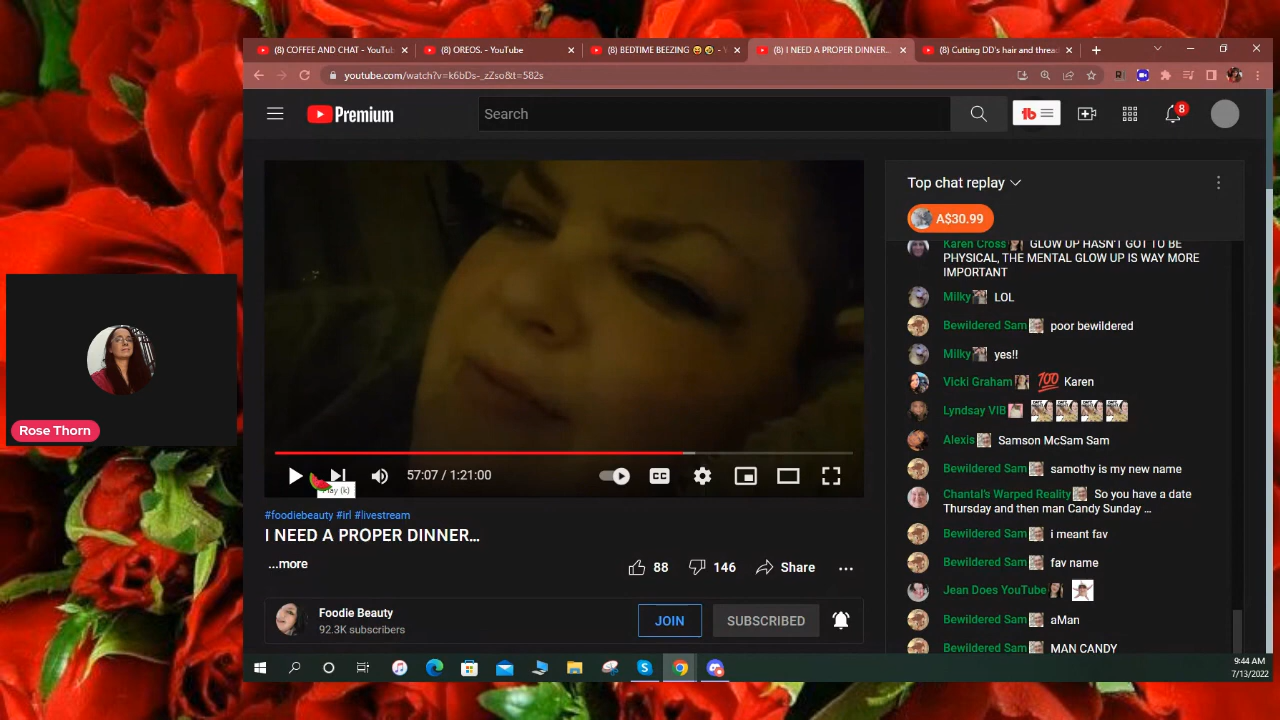 (8) COFFEE AND CHAT - YouTu
(8) OREOS. - YouTube
(8) BEDTIME BEEZING
(8) I NEED A PROPER DINNER...
(8) Cutting DD's hair and threa
youtube.com/watch?v=k6bDs-_zZso&t=582s
Premium
Search
tb
8
Top chat replay
A$30.99
Karen Cross GLOW UP HASN'T GOT TO BE
PHYSICAL, THE MENTAL GLOW UP IS WAY MORE
IMPORTANT
Milky LOL
Bewildered Sam poor bewildered
Milky yes!!
Vicki Graham 100 Karen
Lyndsay VIB
Alexis Samson McSam Sam
Bewildered Sam samothy is my new name
Chantal's Warped Reality So you have a date
Thursday and then man Candy Sunday ...
Bewildered Sam i meant fav
Bewildered Sam fav name
Jean Does YouTube
Bewildered Sam aMan
Bewildered Sam MAN CANDY
Rose Thorn
57:07 / 1:21:00
CC
Play (k)
#foodiebeauty #irl #livestream
I NEED A PROPER DINNER...
...more
88
146
Share
Foodie Beauty
92.3K subscribers
JOIN
SUBSCRIBED
9:44 AM
7/13/2022